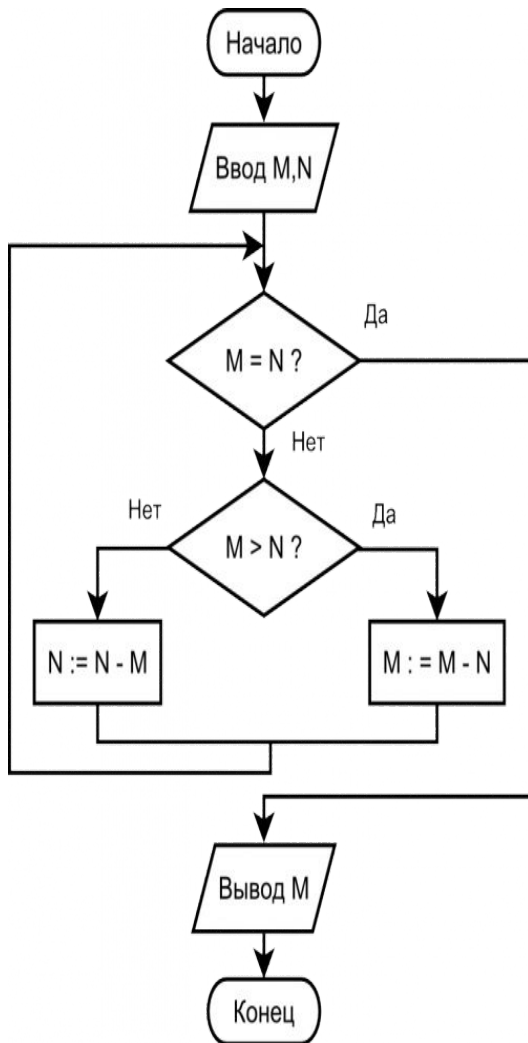 Начало
Ввод M,N
Да
M = N ?
Нет
Нет
M > N ?
Да
N := N - M
M : = M - N
Вывод M
Конец